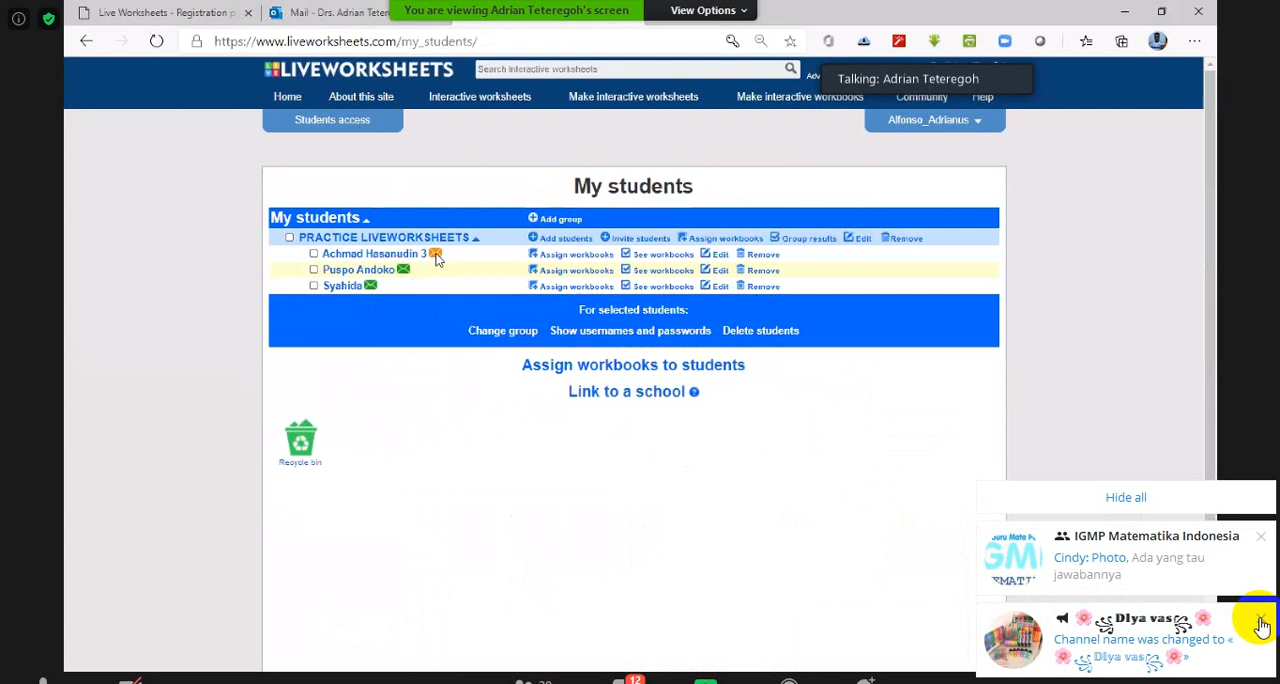 Live Worksheets - Registration p
Mail - Drs. Adrian Teter
You are viewing Adrian Teteregoh's screen
View Options
https://www.liveworksheets.com/my_students/
LIVEWORKSHEETS
Search interactive worksheets
Adv
Talking: Adrian Teteregoh
Home About this site Interactive worksheets Make interactive worksheets Make interactive workbooks Community Help
Students access
Alfonso_Adrianus
My students
My students Add group
PRACTICE LIVEWORKSHEETS Add students Invite students Assign workbooks Group results Edit Remove
Achmad Hasanudin 3 Assign workbooks See workbooks Edit Remove
Puspo Andoko Assign workbooks See workbooks Edit Remove
Syahida Assign workbooks See workbooks Edit Remove
For selected students:
Change group Show usernames and passwords Delete students
Assign workbooks to students
Link to a school
Recycle bin
Hide all
IGMP Matematika Indonesia
Cindy: Photo, Ada yang tau
jawabannya
🌸꧁𝐃𝐈𝐲𝐚 𝐯𝐚𝐬꧂🌸
Channel name was changed to «
🌸꧁𝔻𝕀𝕪𝕒 𝕧𝕒𝕤꧂🌸»
12